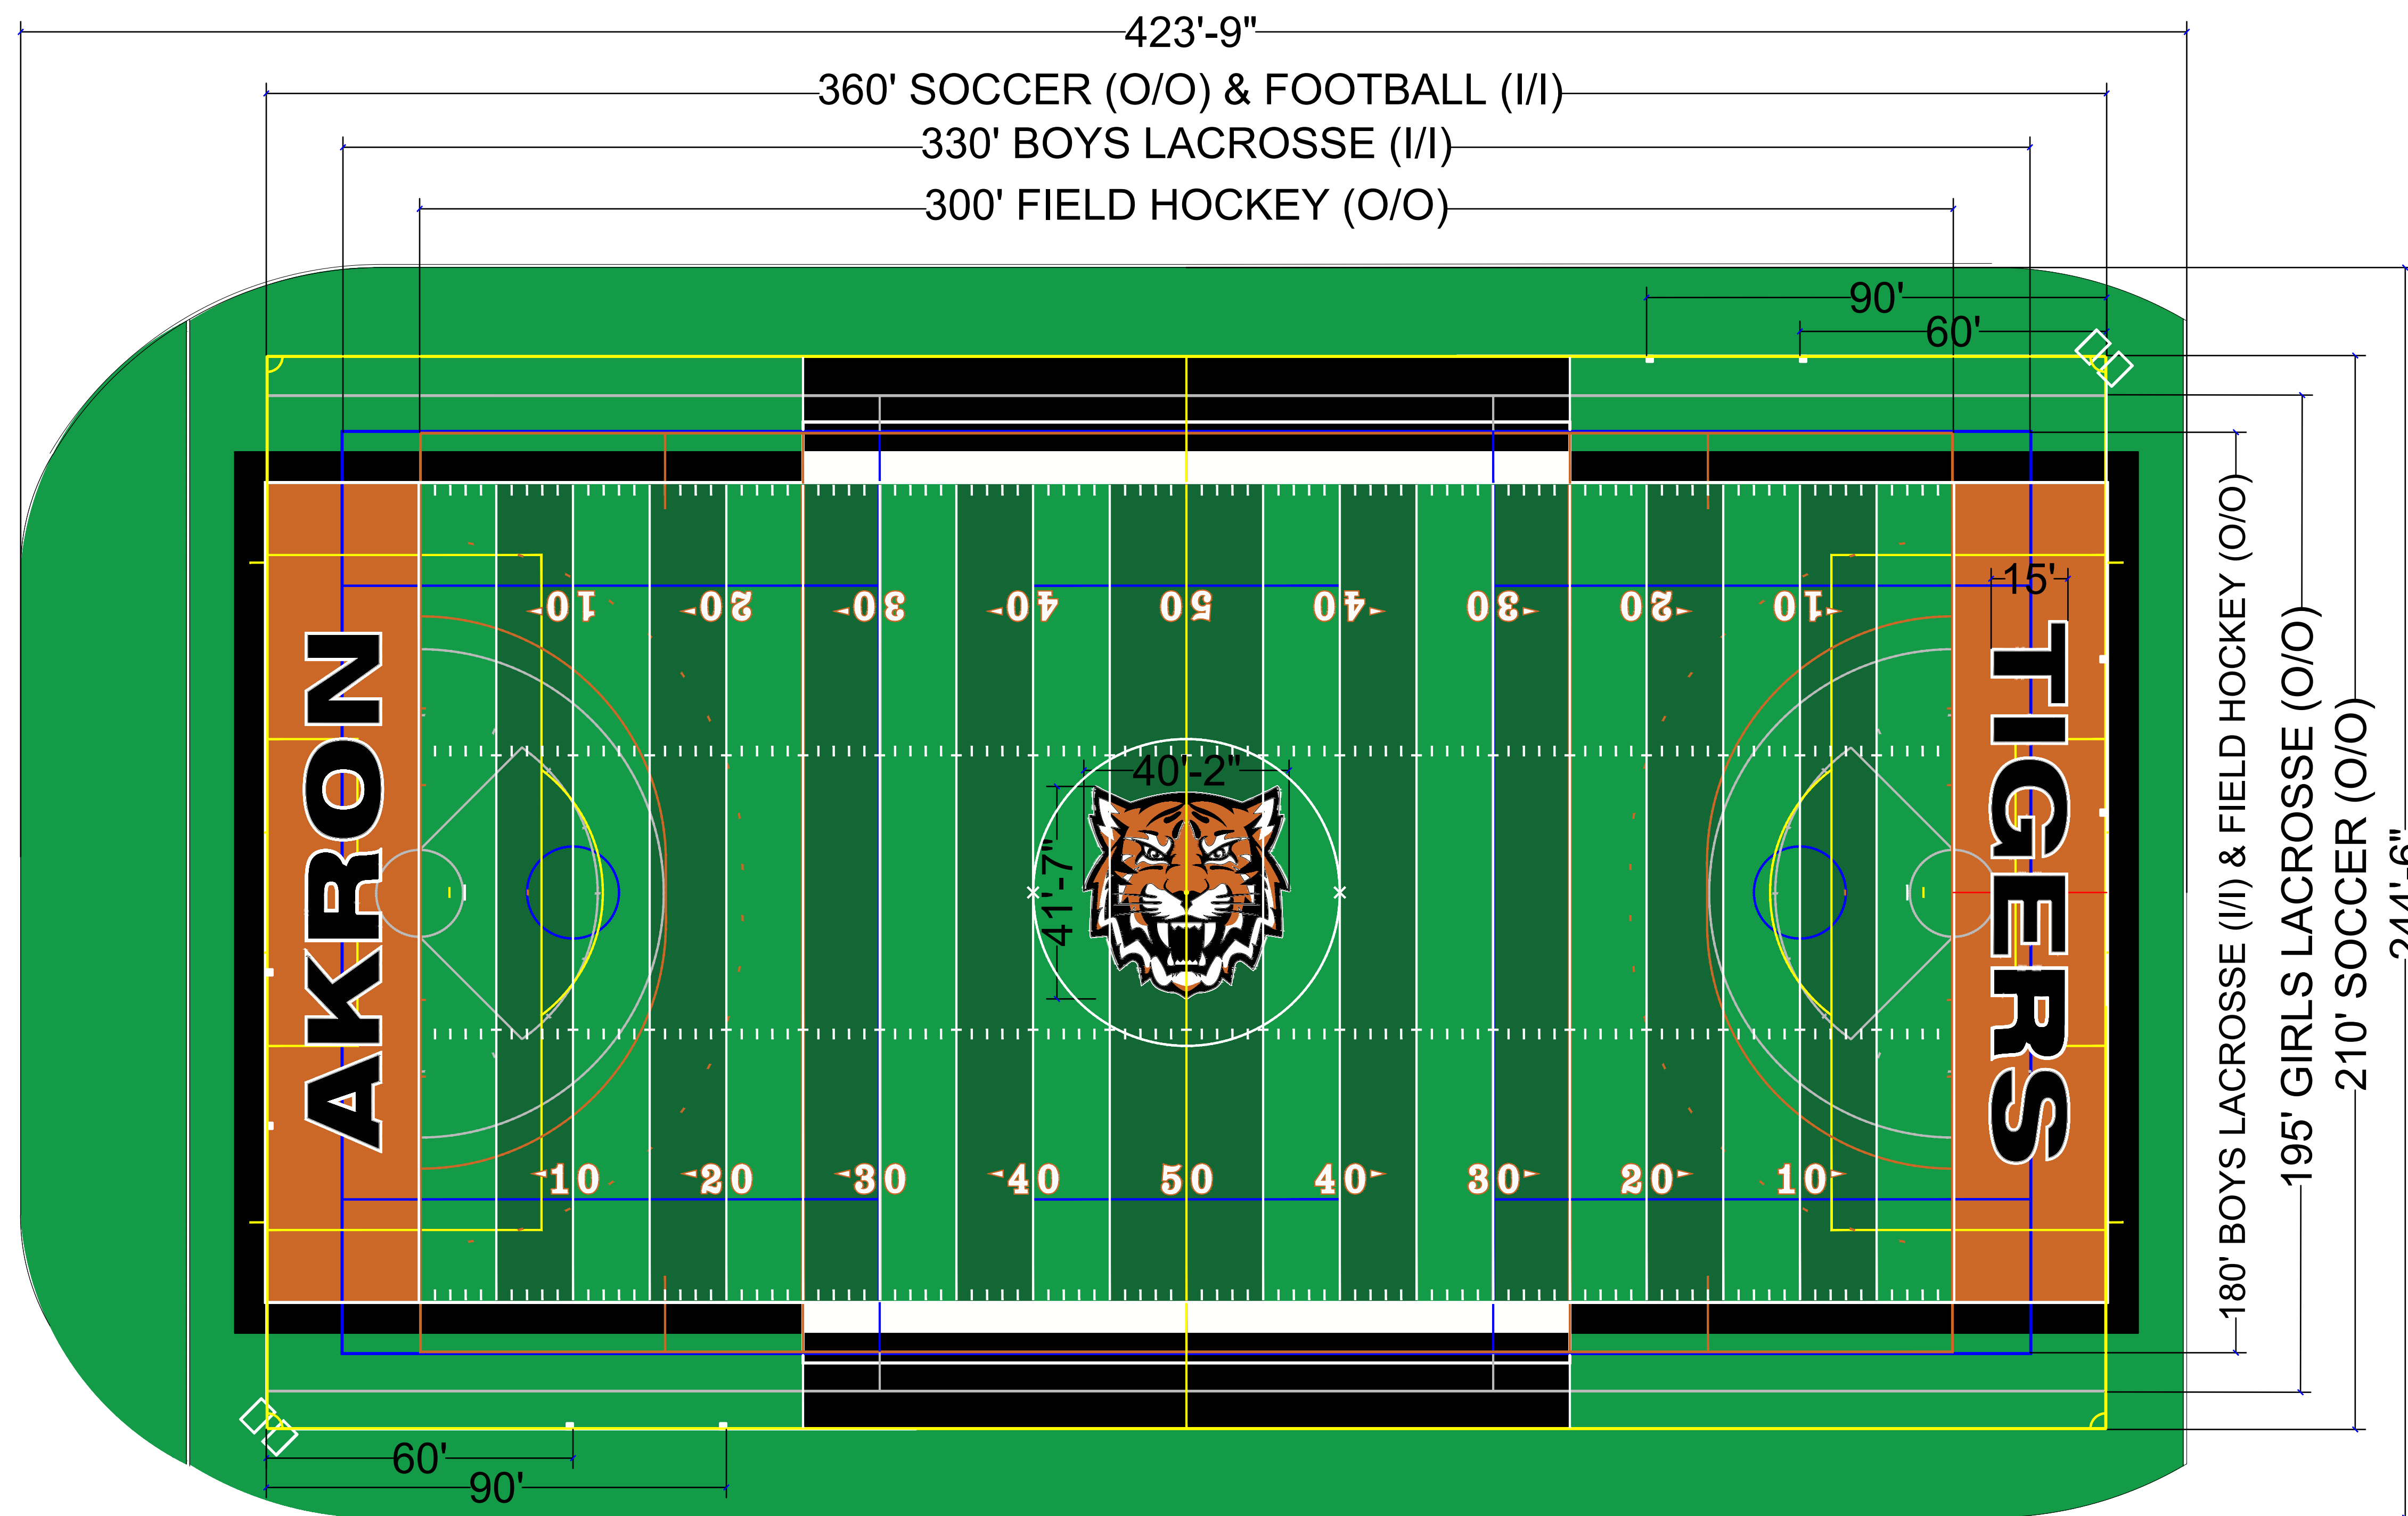 423'-9"
360' SOCCER (O/O) & FOOTBALL (I/I)
330' BOYS LACROSSE (I/I)
300' FIELD HOCKEY (O/O)
90'
60'
15'
10 20 30 40 50 40 30 20 10
AKRON
TIGERS
40'-2"
41'-7"
10 20 30 40 50 40 30 20 10
180' BOYS LACROSSE (I/I) & FIELD HOCKEY (O/O)
195' GIRLS LACROSSE (O/O)
210' SOCCER (O/O)
244'-6"
60'
90'